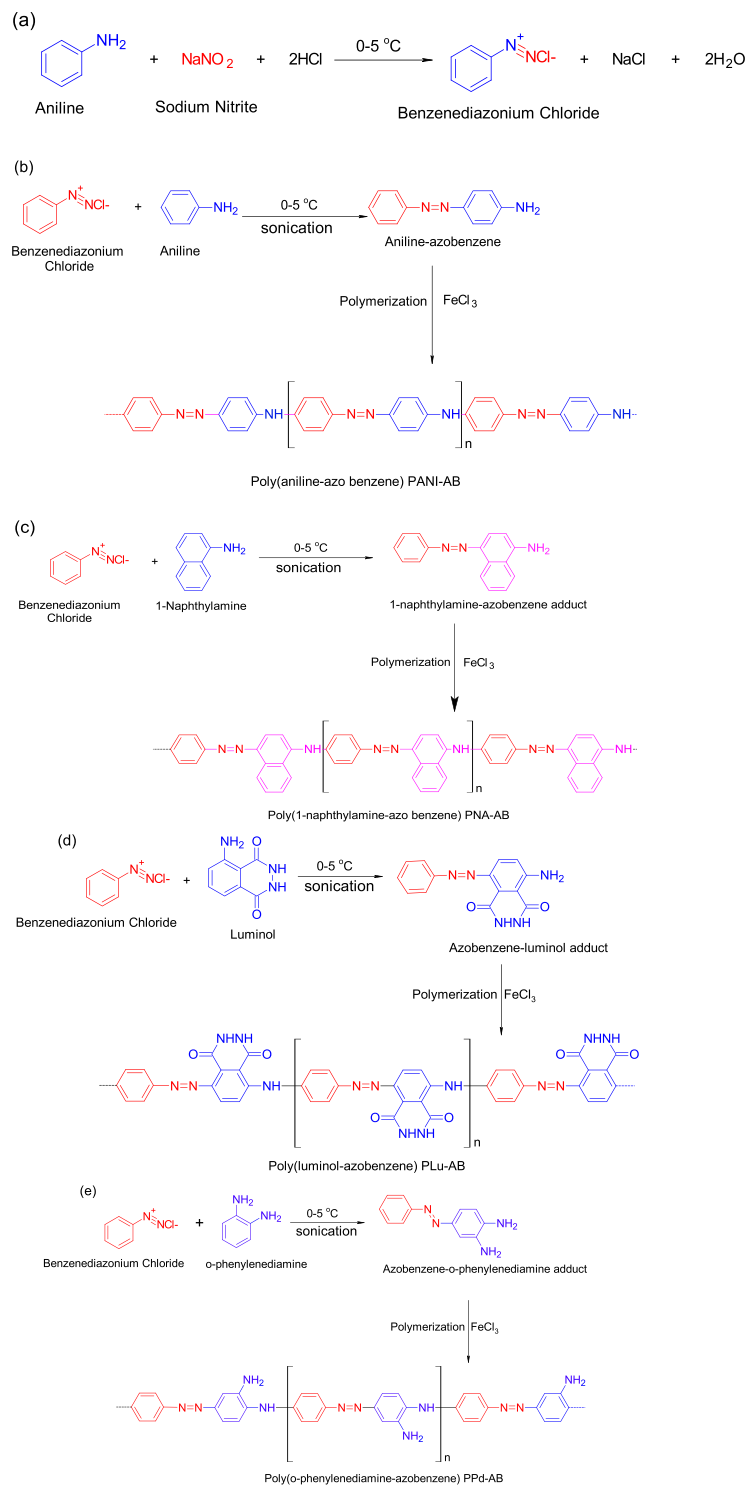 (a)
NH2
+ NaNO2 + 2HCl 0-5 oC N+ NCl- + NaCl + 2H2O
Aniline Sodium Nitrite Benzenediazonium Chloride
(b)
N+ NCl- + NH2 0-5 oC N=N NH2
sonication
Benzenediazonium Chloride Aniline Aniline-azobenzene
Polymerization FeCl3
N=N NH N=N NH N=N NH
n
Poly(aniline-azo benzene) PANI-AB
(c)
N+ NCl- + NH2 0-5 oC N=N NH2
sonication
Benzenediazonium Chloride 1-Naphthylamine 1-naphthylamine-azobenzene adduct
Polymerization FeCl3
N=N NH N=N NH N=N NH
n
Poly(1-naphthylamine-azo benzene) PNA-AB
(d)
NH2 O
N+ NCl- + NH NH 0-5 oC N=N NH2
O sonication O O
NHNH
Benzenediazonium Chloride Luminol Azobenzene-luminol adduct
Polymerization FeCl3
NHNH NHNH
O O O O
N=N NH N=N NH N=N
O O
NHNH
n
Poly(luminol-azobenzene) PLu-AB
(e)
NH2
N+ NCl- + NH2 0-5 oC N=N NH2
sonication
NH2
Benzenediazonium Chloride o-phenylenediamine Azobenzene-o-phenylenediamine adduct
Polymerization FeCl3
NH2 NH2
N=N NH N=N NH N=N
NH2
n
Poly(o-phenylenediamine-azobenzene) PPd-AB